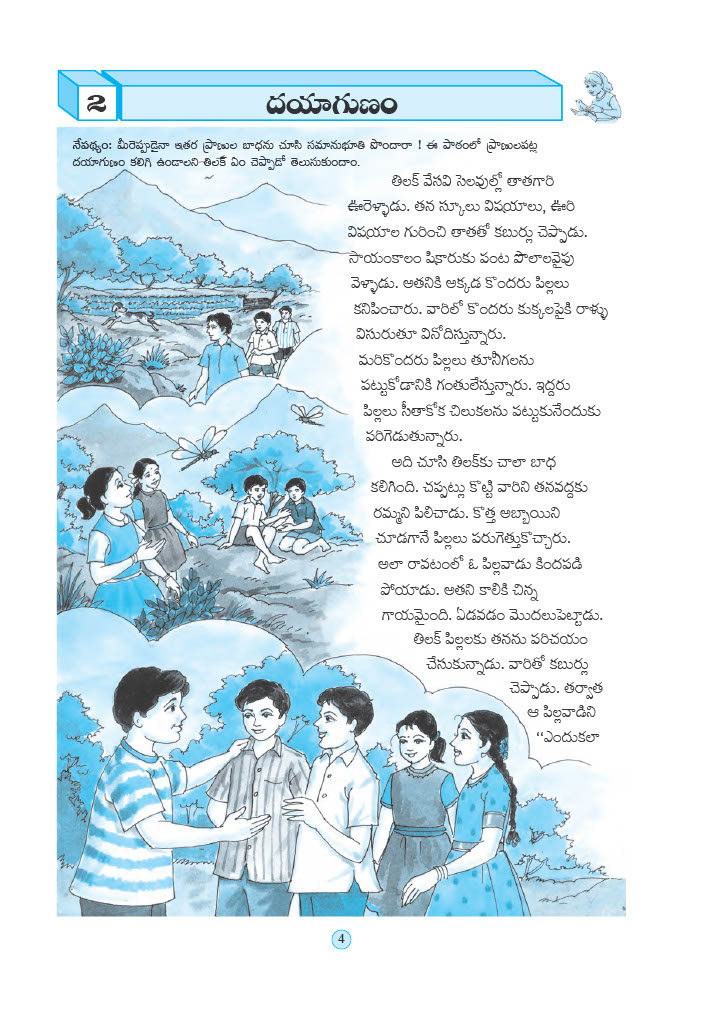 2
దయాగుణం
నేపథ్యం: మీరెప్పుడైనా ఇతర ప్రాణుల బాధను చూసి సమానుభూతి పొందారా ! ఈ పాఠంలో ప్రాణులపట్ల
దయాగుణం కలిగి ఉండాలని తిలక్ ఏం చెప్పాడో తెలుసుకుందాం.
తిలక్ వేసవి సెలవుల్లో తాతగారి
ఊరెళ్ళాడు. తన స్కూలు విషయాలు, ఊరి
విషయాల గురించి తాతతో కబుర్లు చెప్పాడు.
సాయంకాలం షికారుకు పంట పొలాలవైపు
వెళ్ళాడు. అతనికి అక్కడ కొందరు పిల్లలు
కనిపించారు. వారిలో కొందరు కుక్కలపైకి రాళ్ళు
విసురుతూ వినోదిస్తున్నారు.
మరికొందరు పిల్లలు తూనీగలను
పట్టుకోడానికి గంతులేస్తున్నారు. ఇద్దరు
పిల్లలు సీతాకోక చిలుకలను పట్టుకునేందుకు
పరిగెడుతున్నారు.
అది చూసి తిలక్‌కు చాలా బాధ
కలిగింది. చప్పట్లు కొట్టి వారిని తనవద్దకు
రమ్మని పిలిచాడు. కొత్త అబ్బాయిని
చూడగానే పిల్లలు పరుగెత్తుకొచ్చారు.
అలా రావటంలో ఓ పిల్లవాడు కిందపడి
పోయాడు. అతని కాలికి చిన్న
గాయమైంది. ఏడవడం మొదలుపెట్టాడు.
తిలక్ పిల్లలకు తనను పరిచయం
చేసుకున్నాడు. వారితో కబుర్లు
చెప్పాడు. తర్వాత
ఆ పిల్లవాడిని
“ఎందుకలా
4